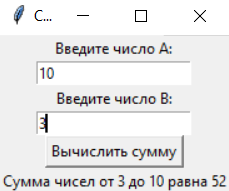 C...
Введите число A:
10
Введите число B:
3
Вычислить сумму
Сумма чисел от 3 до 10 равна 52